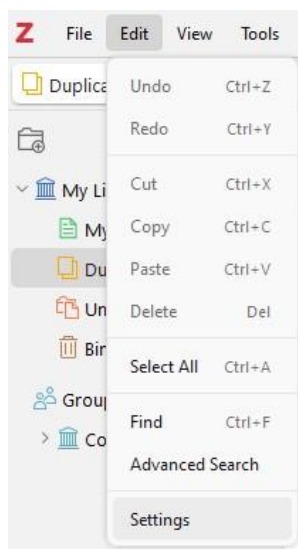 Z File Edit View Tools
Duplica
Undo Ctrl+Z
Redo Ctrl+Y
My Li
Cut Ctrl+X
My
Copy Ctrl+C
Du
Paste Ctrl+V
Un
Delete Del
Bin
Select All Ctrl+A
Group
Find Ctrl+F
Co
Advanced Search
Settings